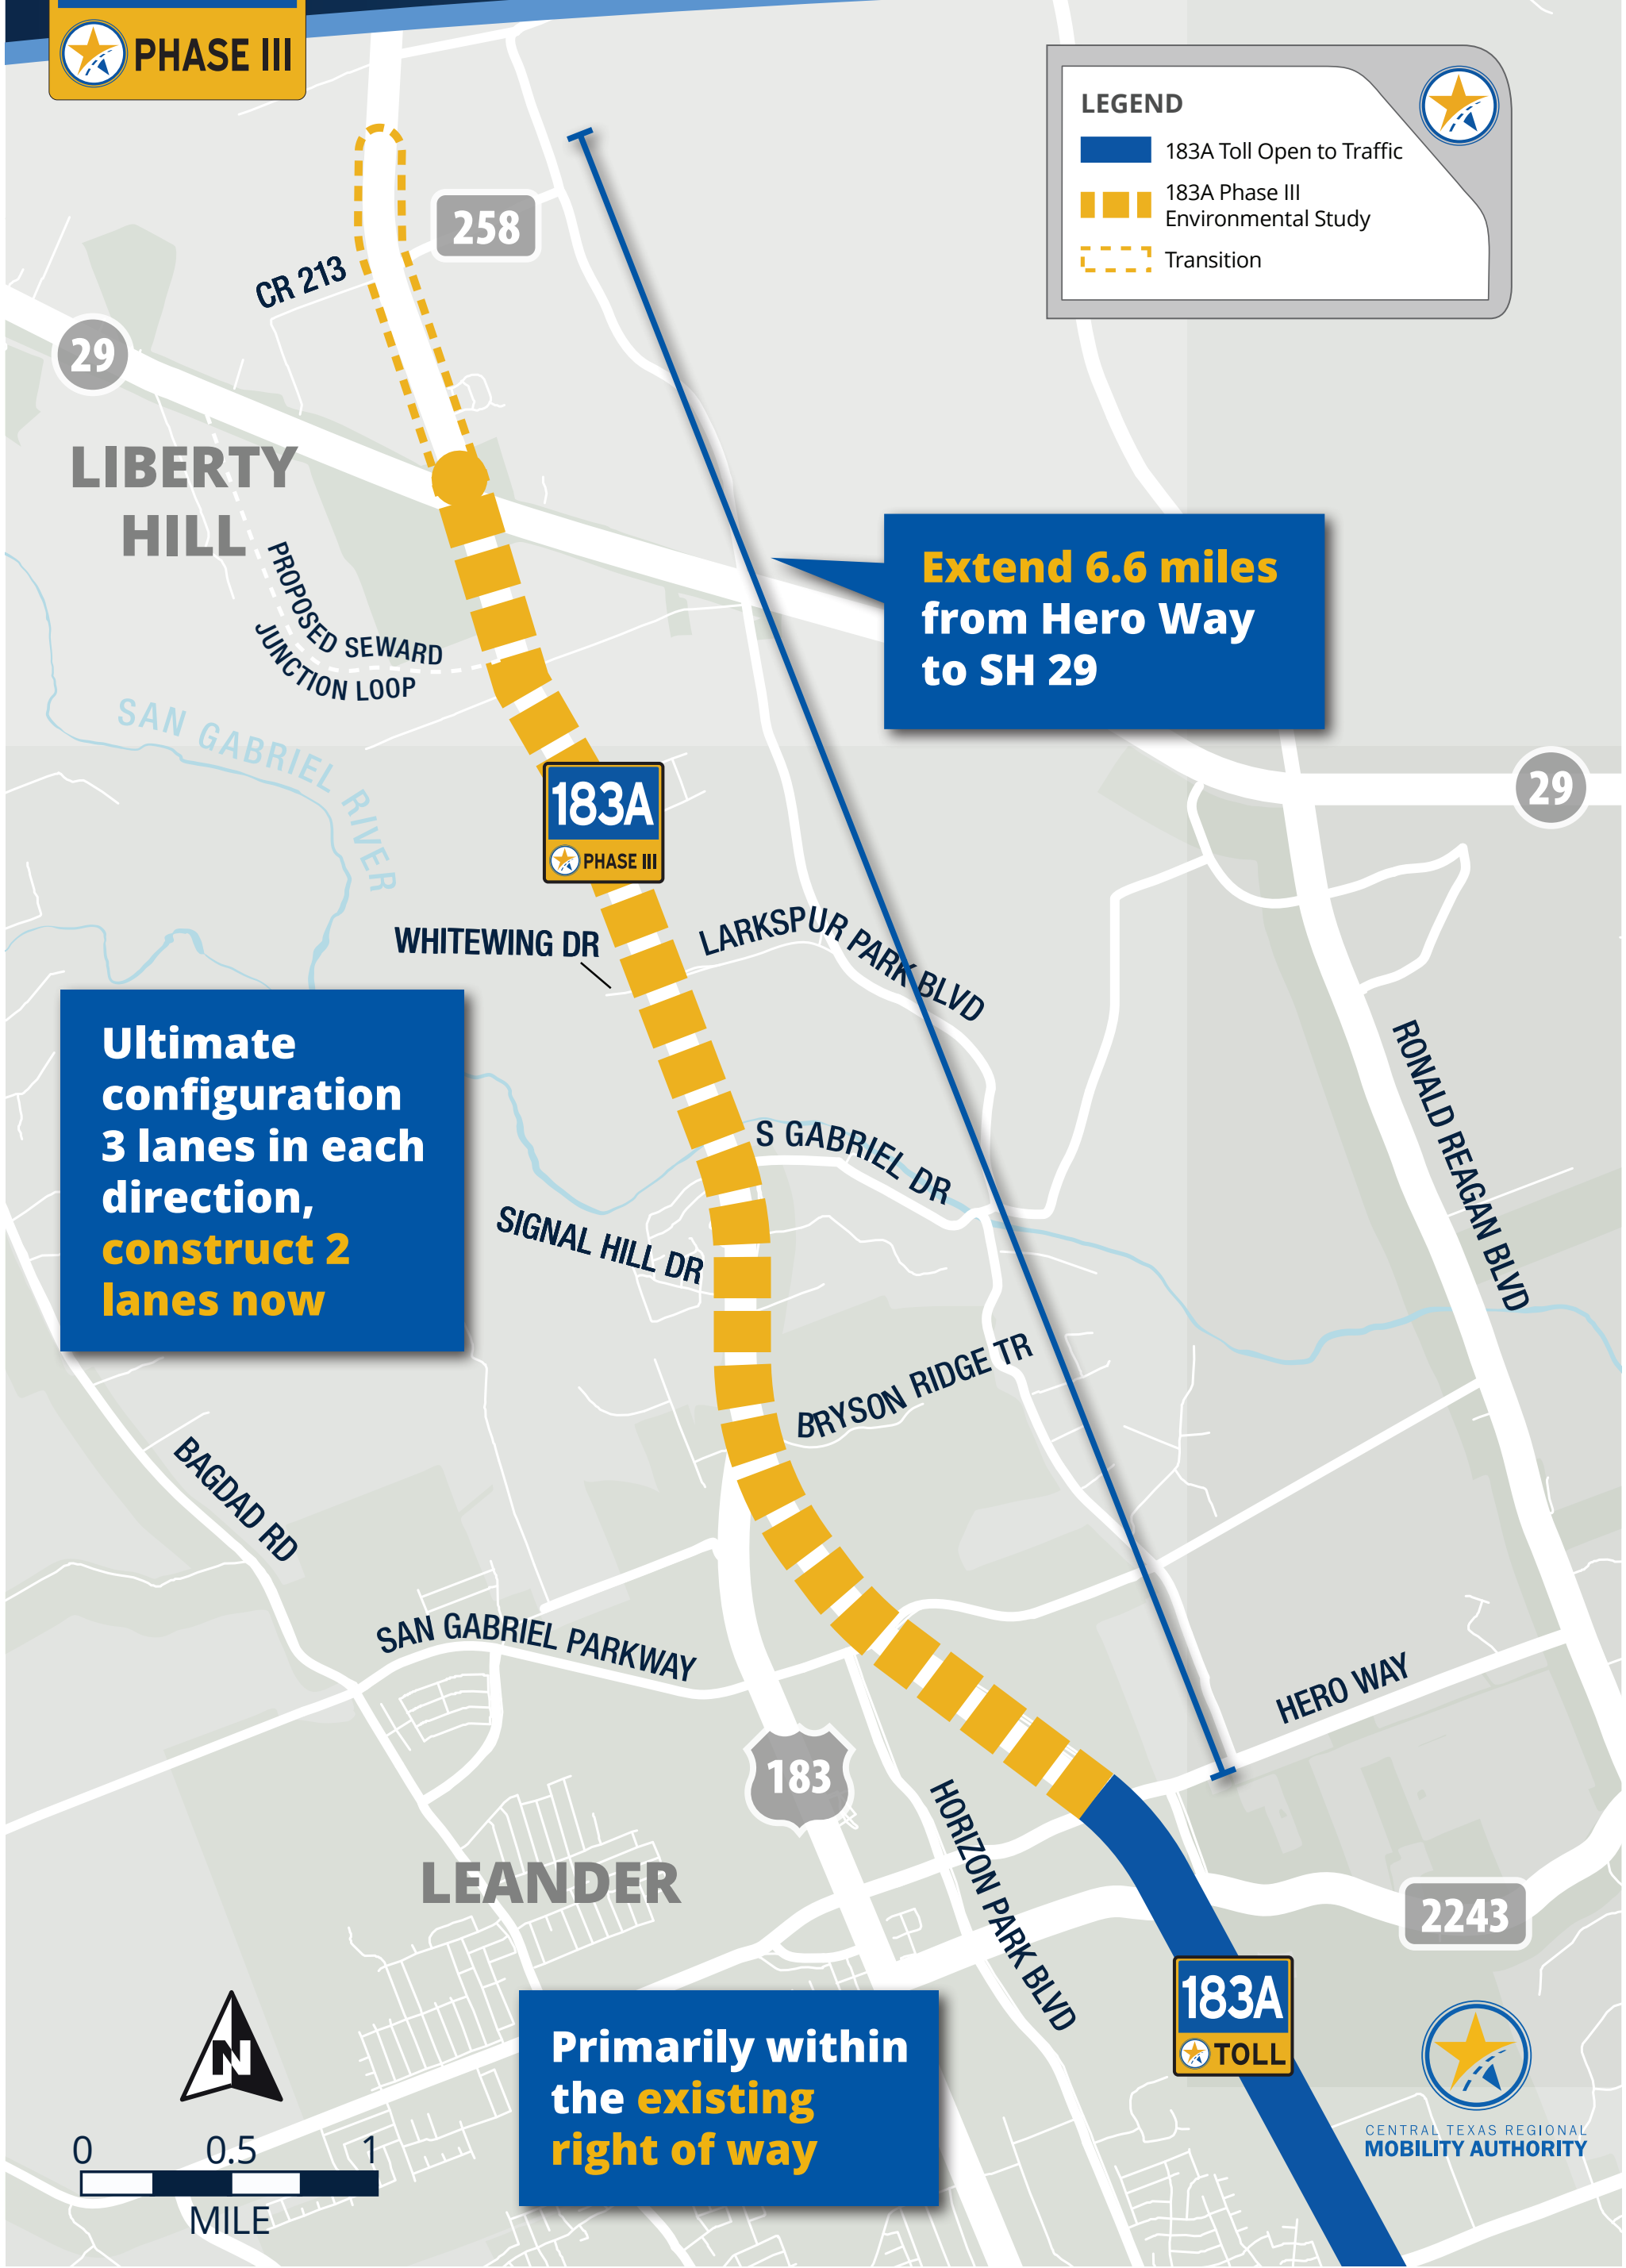 PHASE III
LEGEND
183A Toll Open to Traffic
183A Phase III
Environmental Study
Transition
258
CR 213
29
LIBERTY
HILL
Extend 6.6 miles
from Hero Way
to SH 29
PROPOSED SEWARD
JUNCTION LOOP
SAN GABRIEL RIVER
183A
PHASE III
29
WHITEWING DR
LARKSPUR PARK BLVD
Ultimate
configuration
3 lanes in each
direction,
construct 2
lanes now
RONALD REAGAN BLVD
S GABRIEL DR
SIGNAL HILL DR
BRYSON RIDGE TR
BAGDAD RD
SAN GABRIEL PARKWAY
HERO WAY
183
HORIZON PARK BLVD
LEANDER
2243
183A
TOLL
N
Primarily within
the existing
right of way
0 0.5 1
MILE
CENTRAL TEXAS REGIONAL
MOBILITY AUTHORITY